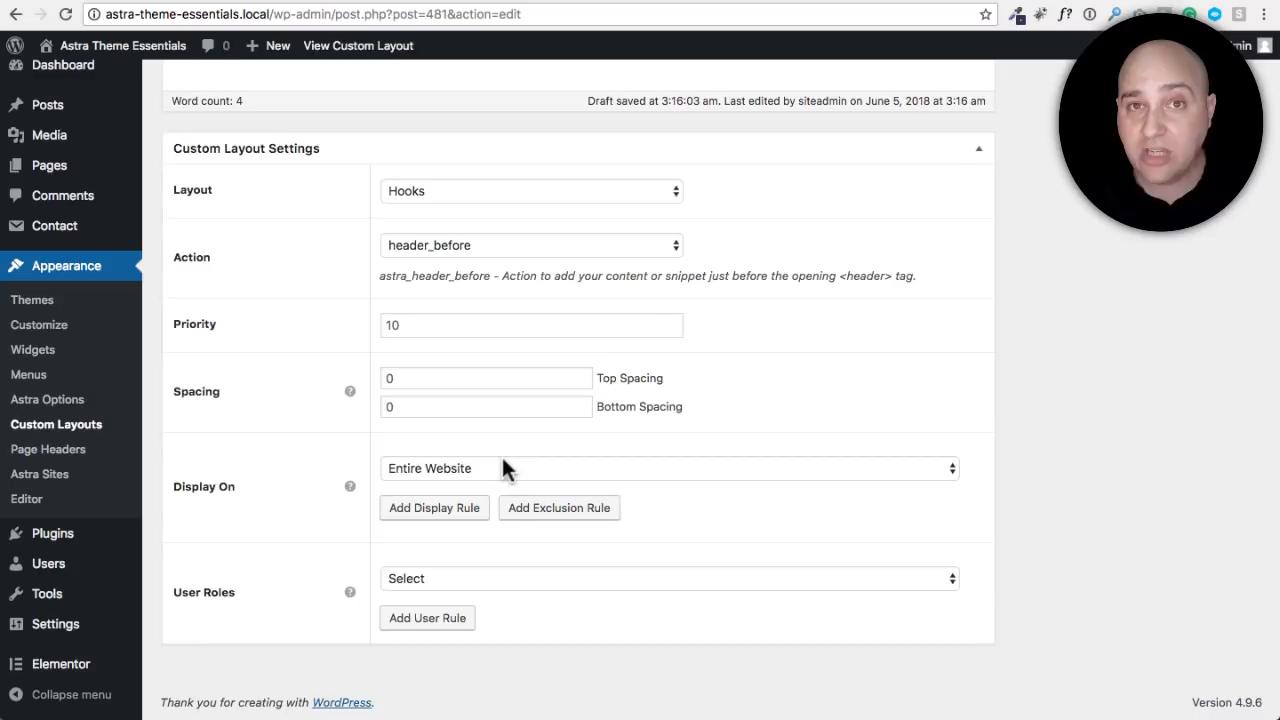 astra-theme-essentials.local/wp-admin/post.php?post=481&action=edit
Astra Theme Essentials 0 New View Custom Layout
Dashboard
Posts
Media
Pages
Comments
Contact
Appearance
Themes
Customize
Widgets
Menus
Astra Options
Custom Layouts
Page Headers
Astra Sites
Editor
Plugins
Users
Tools
Settings
Elementor
Collapse menu
Word count: 4
Draft saved at 3:16:03 am. Last edited by siteadmin on June 5, 2018 at 3:16 am
Custom Layout Settings
Layout
Hooks
Action
header_before
astra_header_before - Action to add your content or snippet just before the opening <header> tag.
Priority
10
Spacing
0 Top Spacing
0 Bottom Spacing
Display On
Entire Website
Add Display Rule Add Exclusion Rule
User Roles
Select
Add User Rule
Thank you for creating with WordPress.
Version 4.9.6